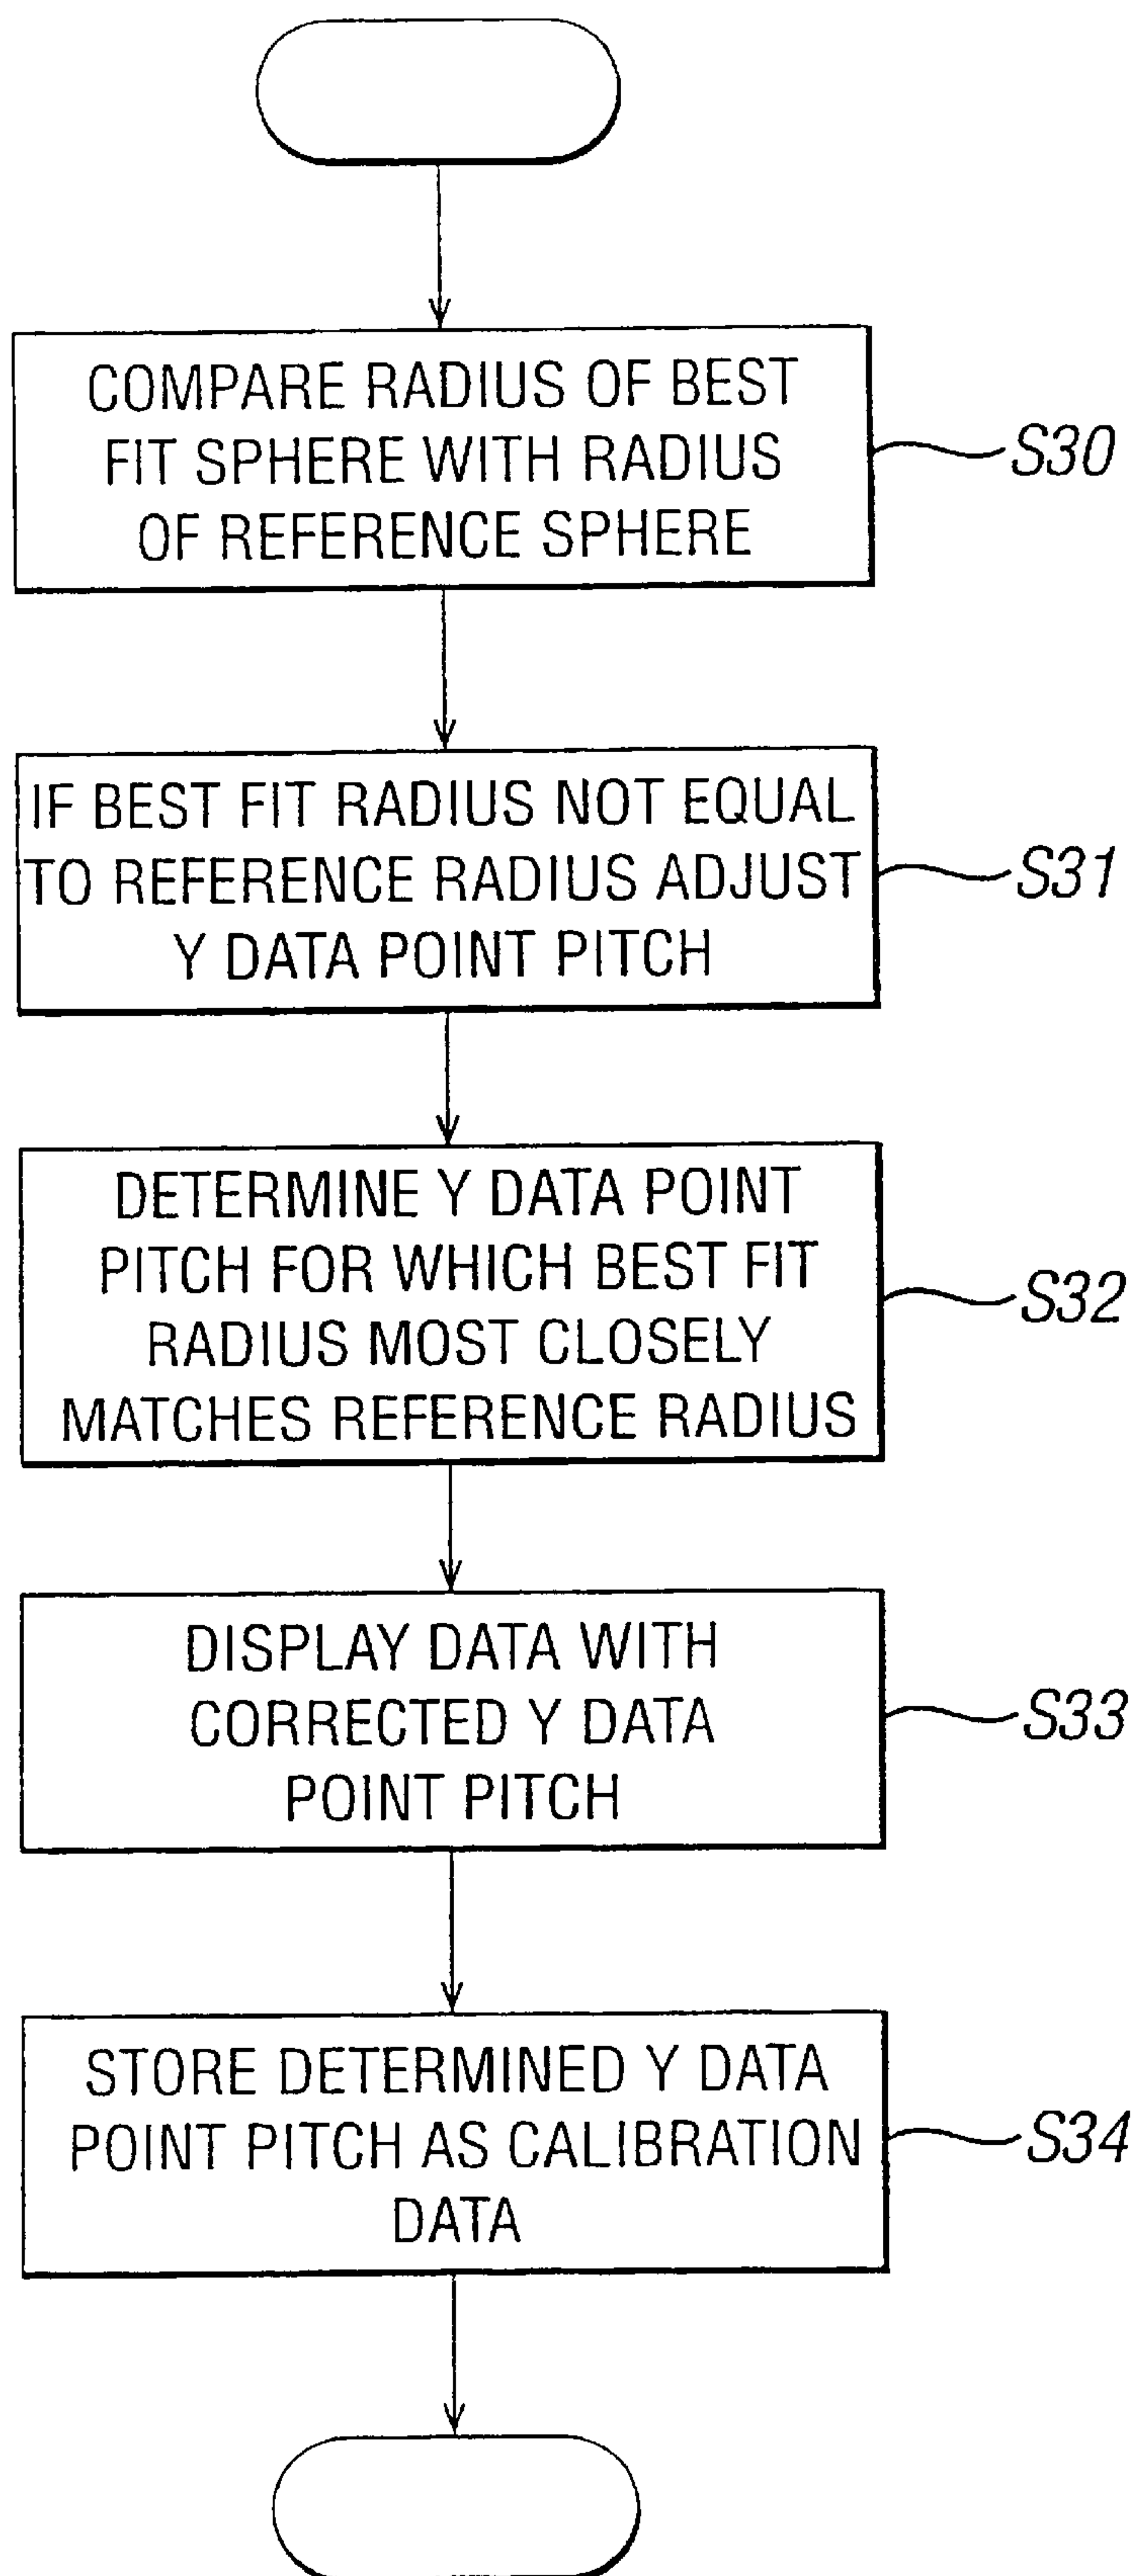 COMPARE RADIUS OF BEST
FIT SPHERE WITH RADIUS
OF REFERENCE SPHERE
S30
IF BEST FIT RADIUS NOT EQUAL
TO REFERENCE RADIUS ADJUST
Y DATA POINT PITCH
S31
DETERMINE Y DATA POINT
PITCH FOR WHICH BEST FIT
RADIUS MOST CLOSELY
MATCHES REFERENCE RADIUS
S32
DISPLAY DATA WITH
CORRECTED Y DATA
POINT PITCH
S33
STORE DETERMINED Y DATA
POINT PITCH AS CALIBRATION
DATA
S34